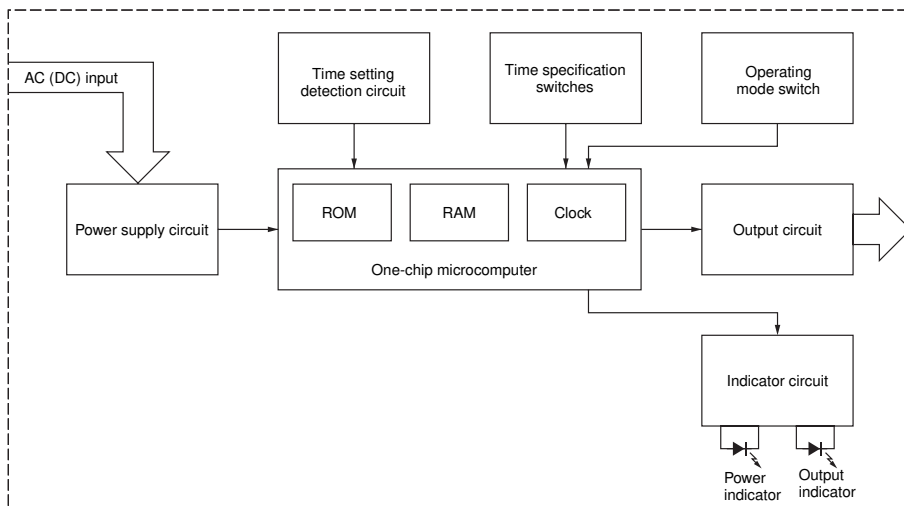 AC (DC) input
Time setting
detection circuit
Time specification
switches
Operating
mode switch
Power supply circuit
ROM
RAM
Clock
One-chip microcomputer
Output circuit
Indicator circuit
Power
indicator
Output
indicator